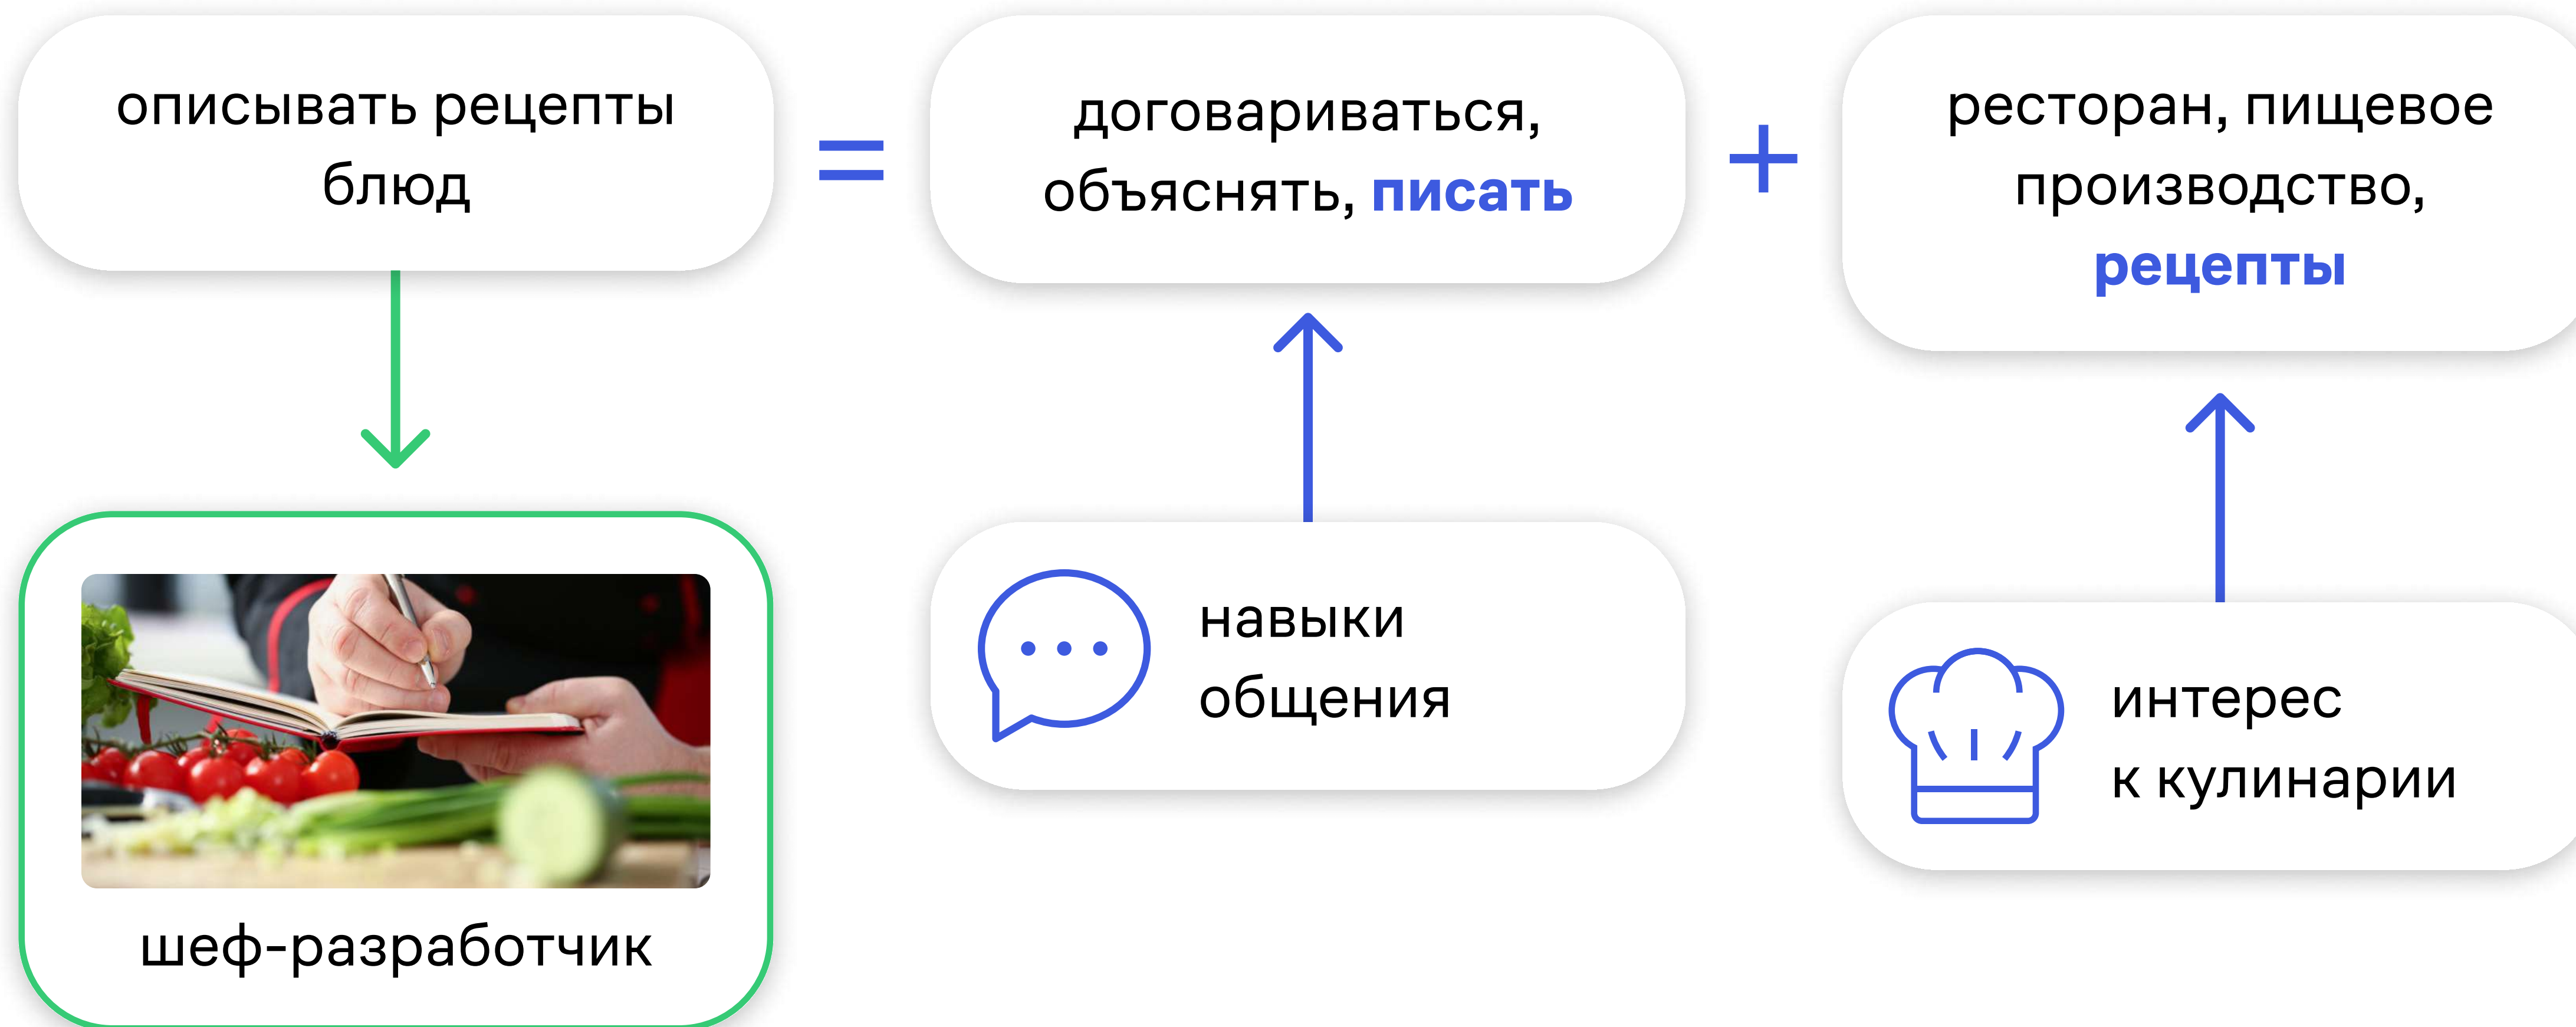 описывать рецепты
блюд
=
договариваться,
объяснять, писать
+
ресторан, пищевое
производство,
рецепты
шеф-разработчик
навыки
общения
интерес
к кулинарии